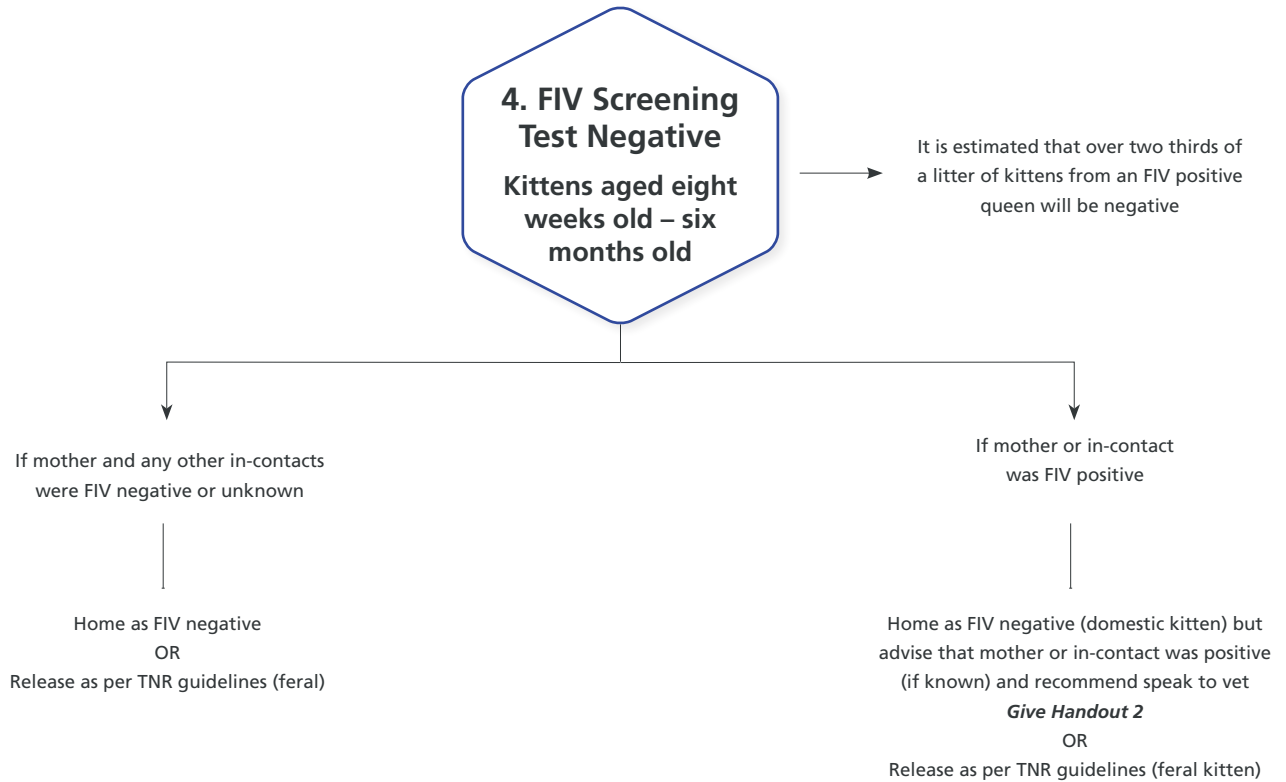 4. FIV Screening
Test Negative
Kittens aged eight
weeks old – six
months old
It is estimated that over two thirds of
a litter of kittens from an FIV positive
queen will be negative
If mother and any other in-contacts
were FIV negative or unknown
Home as FIV negative
OR
Release as per TNR guidelines (feral)
If mother or in-contact
was FIV positive
Home as FIV negative (domestic kitten) but
advise that mother or in-contact was positive
(if known) and recommend speak to vet
Give Handout 2
OR
Release as per TNR guidelines (feral kitten)